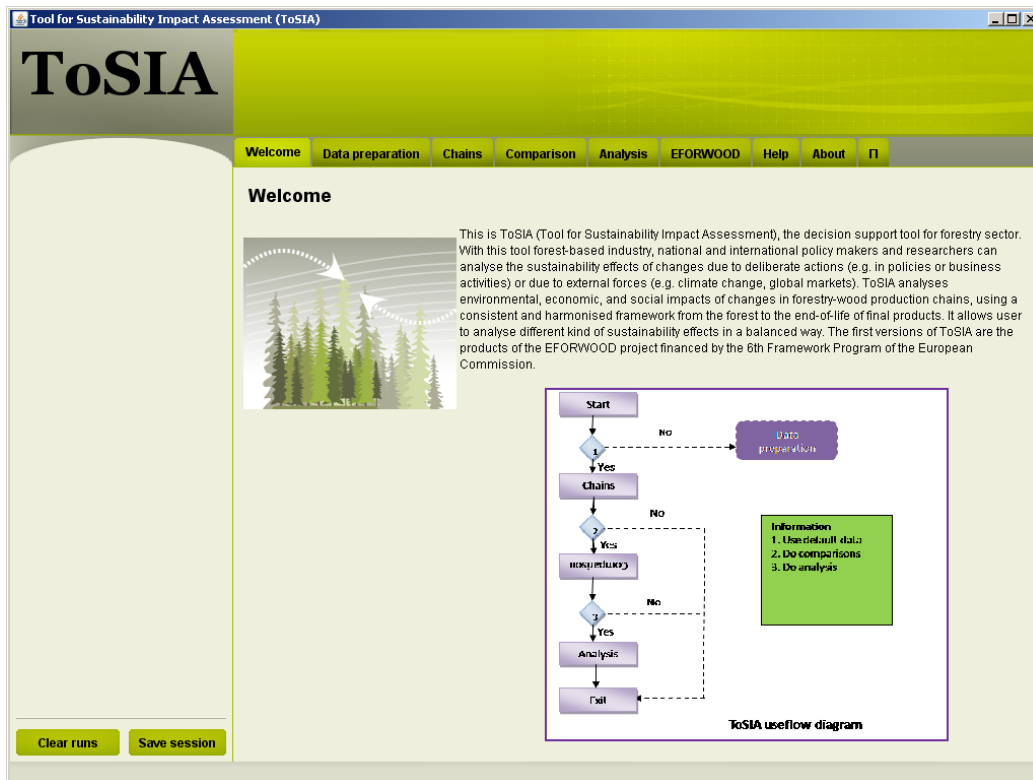 Tool for Sustainability Impact Assessment (ToSIA)
ToSIA
Welcome Data preparation Chains Comparison Analysis EFORWOOD Help About Π
Welcome
This is ToSIA (Tool for Sustainability Impact Assessment), the decision support tool for forestry sector.
With this tool forest-based industry, national and international policy makers and researchers can
analyse the sustainability effects of changes due to deliberate actions (e.g. in policies or business
activities) or due to external forces (e.g. climate change, global markets). ToSIA analyses
environmental, economic, and social impacts of changes in forestry-wood production chains, using a
consistent and harmonised framework from the forest to the end-of-life of final products. It allows user
to analyse different kind of sustainability effects in a balanced way. The first versions of ToSIA are the
products of the EFORWOOD project financed by the 6th Framework Program of the European
Commission.
Start
No
Data
preparation
1
Yes
Chains
No
2
Yes
Information
1. Use default data
2. Do comparisons
3. Do analysis
Comparison
No
3
Yes
Analysis
Exit
ToSIA useflow diagram
Clear runs Save session